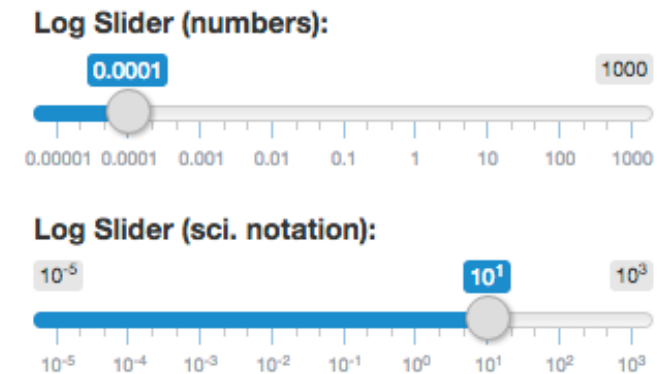 Log Slider (numbers):
0.0001 1000
0.00001 0.0001 0.001 0.01 0.1 1 10 100 1000
Log Slider (sci. notation):
10⁻⁵ 10¹ 10³
10⁻⁵ 10⁻⁴ 10⁻³ 10⁻² 10⁻¹ 10⁰ 10¹ 10² 10³